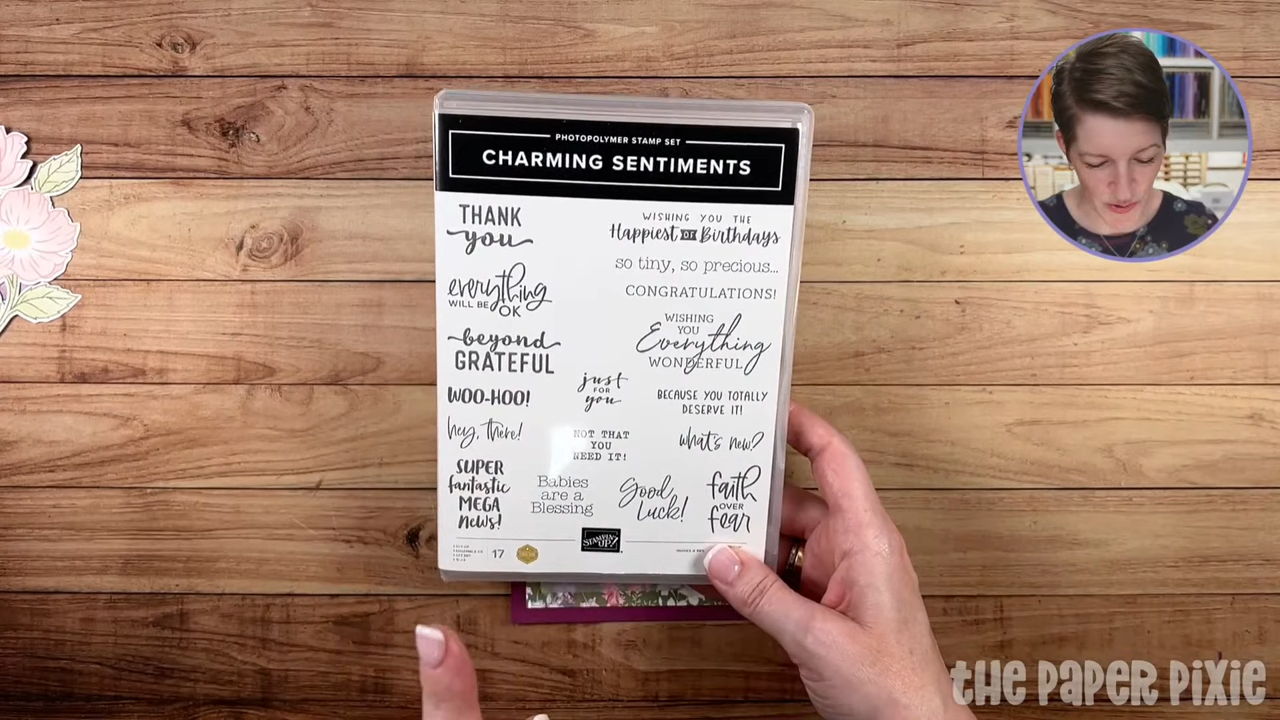 PHOTOPOLYMER STAMP SET
CHARMING SENTIMENTS
THANK
you
everything
WILL BE
OK
beyond
GRATEFUL
WOO-HOO!
hey, there!
SUPER
fantastic
MEGA
news!
just
FOR
you
NOT THAT
YOU
NEED IT!
Babies
are a
Blessing
WISHING YOU THE
Happiest OF Birthdays
so tiny, so precious...
CONGRATULATIONS!
WISHING
YOU
Everything
WONDERFUL
BECAUSE YOU TOTALLY
DESERVE IT!
what's new?
Good
Luck!
faith
OVER
fear
17
STAMPIN' UP!
the paper pixie